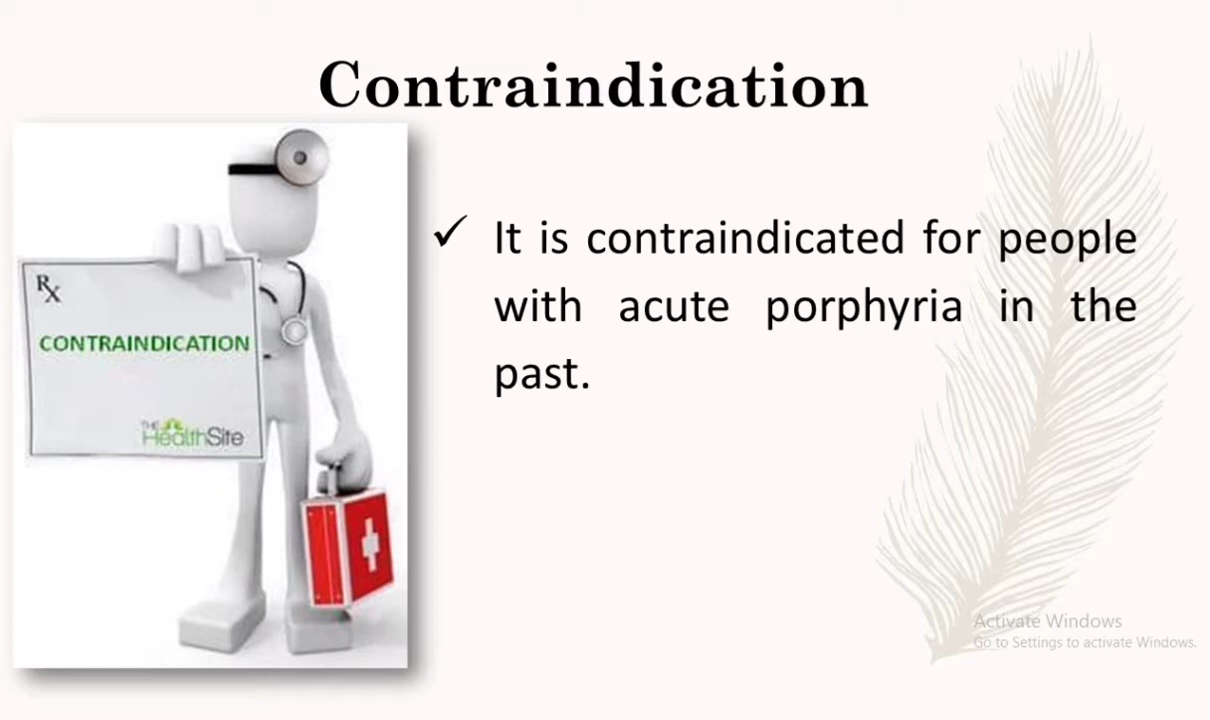 Contraindication
Rx
CONTRAINDICATION
THE
HealthSite
✓ It is contraindicated for people
with acute porphyria in the
past.
Activate Windows
Go to Settings to activate Windows.